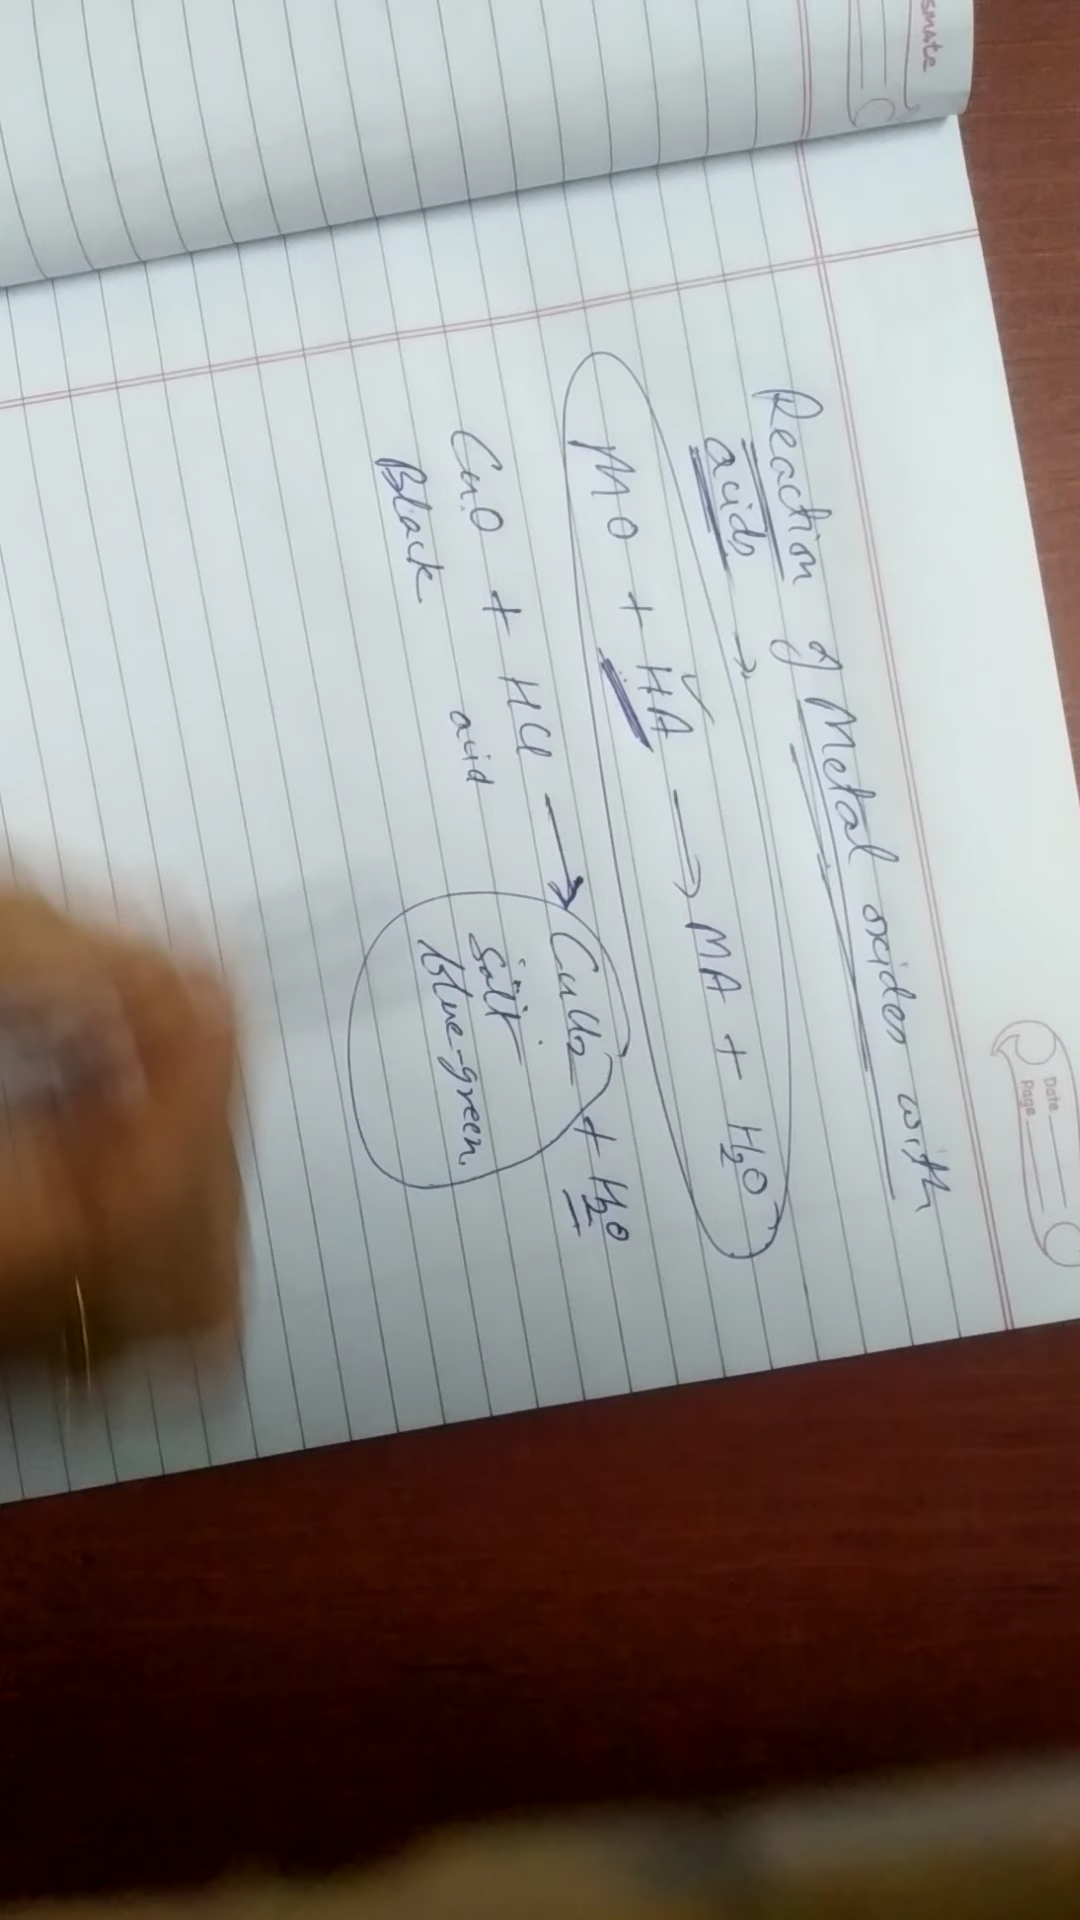 smate
Date
Page
Reaction of Metal oxides with
acids →
MO + HA → MA + H₂O
CuO + HCl → CuCl₂ + H₂O
Black acid Salt
blue-green.